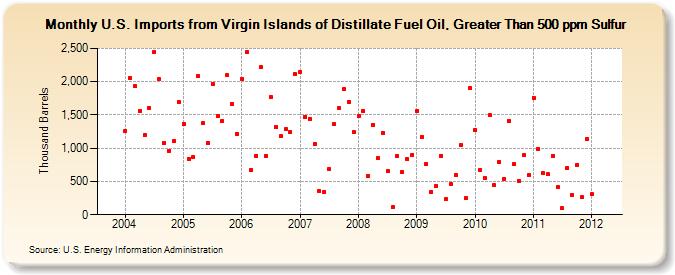 Monthly U.S. Imports from Virgin Islands of Distillate Fuel Oil, Greater Than 500 ppm Sulfur
Thousand Barrels
2,500
2,000
1,500
1,000
500
0
2004 2005 2006 2007 2008 2009 2010 2011 2012
Source: U.S. Energy Information Administration